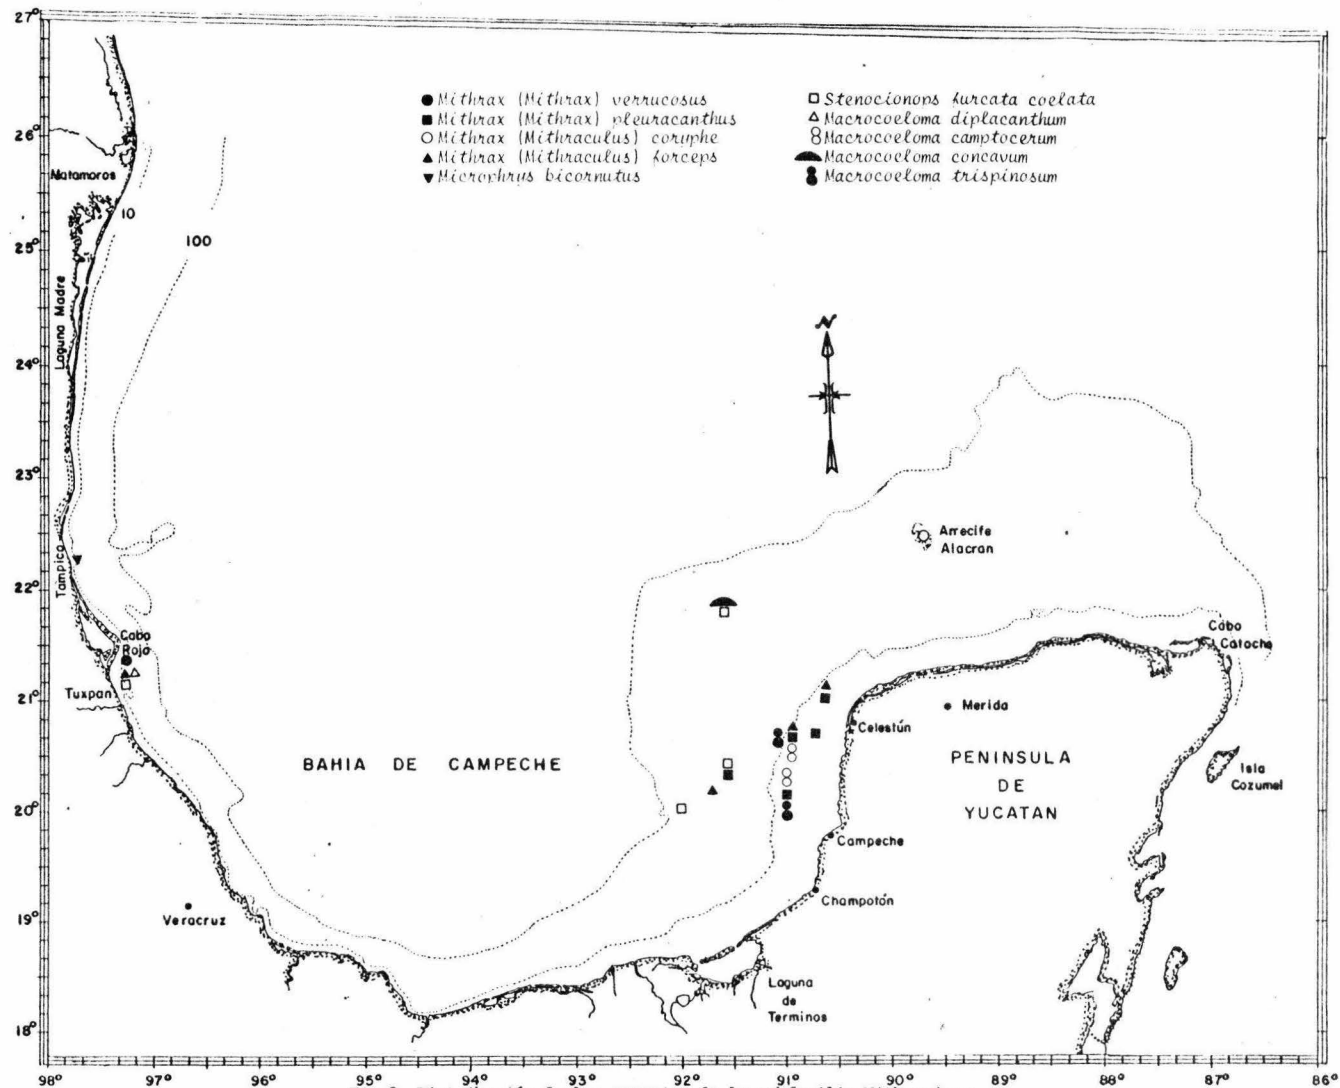 27°
26°
25°
24°
23°
22°
21°
20°
19°
18°
Mithrax (Mithrax) verrucosus
Mithrax (Mithrax) pleuracanthus
Mithrax (Mithraculus) coryphe
Mithrax (Mithraculus) forceps
Microphrys bicornutus
Stenocionops furcata coelata
Macrocoeloma diplacanthum
Macrocoeloma camptocerum
Macrocoeloma concavum
Macrocoeloma trispinosum
Matamoros
10
100
Laguna Madre
N
Tampico
Arrecife
Alacran
Cabo
Rojo
Cabo
Catoche
Tuxpan
Merida
Celestún
BAHIA DE CAMPECHE
PENINSULA
DE
YUCATAN
Isla
Cozumel
Campeche
Champotón
Veracruz
Laguna
de
Terminos
98° 97° 96° 95° 94° 93° 92° 91° 90° 89° 88° 87° 86°